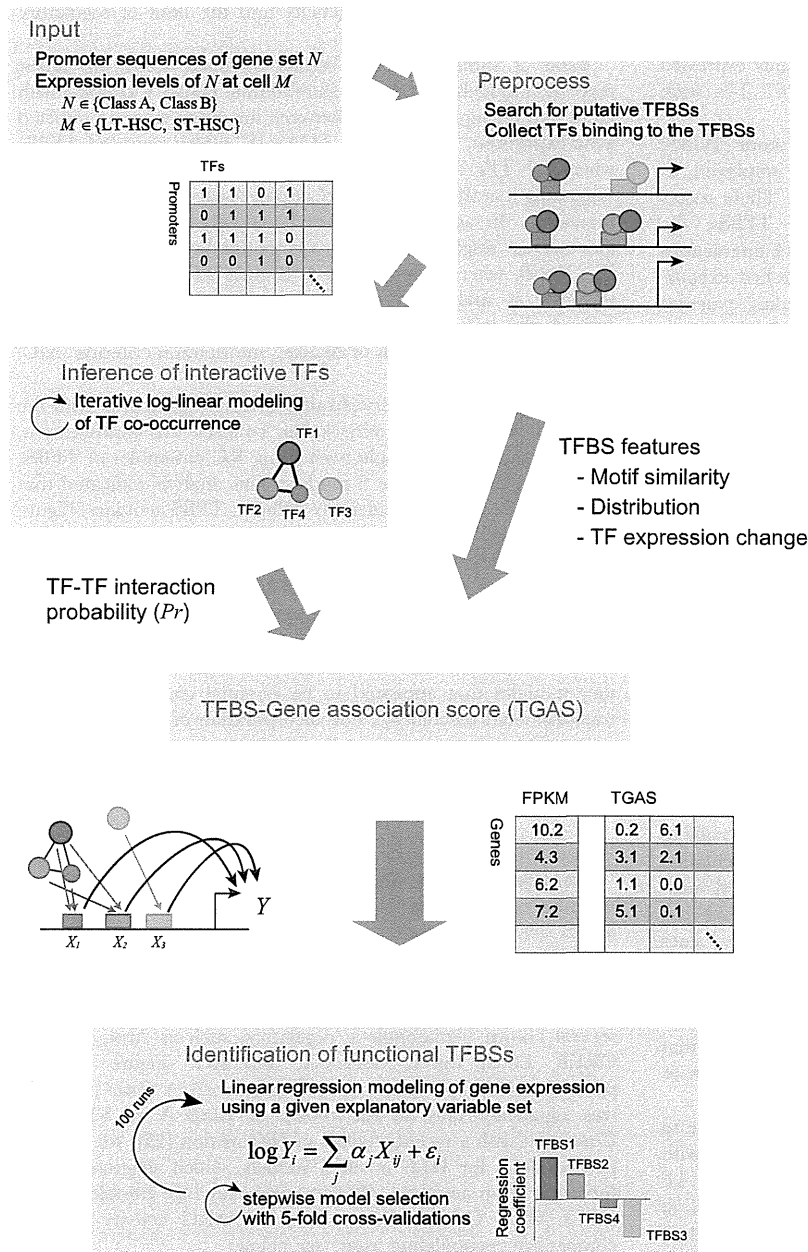 Input
Promoter sequences of gene set N
Expression levels of N at cell M
N ∈ {Class A, Class B}
M ∈ {LT-HSC, ST-HSC}
Preprocess
Search for putative TFBSs
Collect TFs binding to the TFBSs
TFs
Promoters
1 1 0 1
0 1 1 1
1 1 1 0
0 0 1 0
Inference of interactive TFs
Iterative log-linear modeling
of TF co-occurrence
TF1
TF2
TF4
TF3
TFBS features
- Motif similarity
- Distribution
- TF expression change
TF-TF interaction
probability (Pr)
TFBS-Gene association score (TGAS)
X1 X2 X3
Y
FPKM TGAS
Genes
10.2 0.2 6.1
4.3 3.1 2.1
6.2 1.1 0.0
7.2 5.1 0.1
Identification of functional TFBSs
100 runs
Linear regression modeling of gene expression
using a given explanatory variable set
log Yi = ∑j αj Xij + εi
stepwise model selection
with 5-fold cross-validations
Regression
coefficient
TFBS1
TFBS2
TFBS4
TFBS3